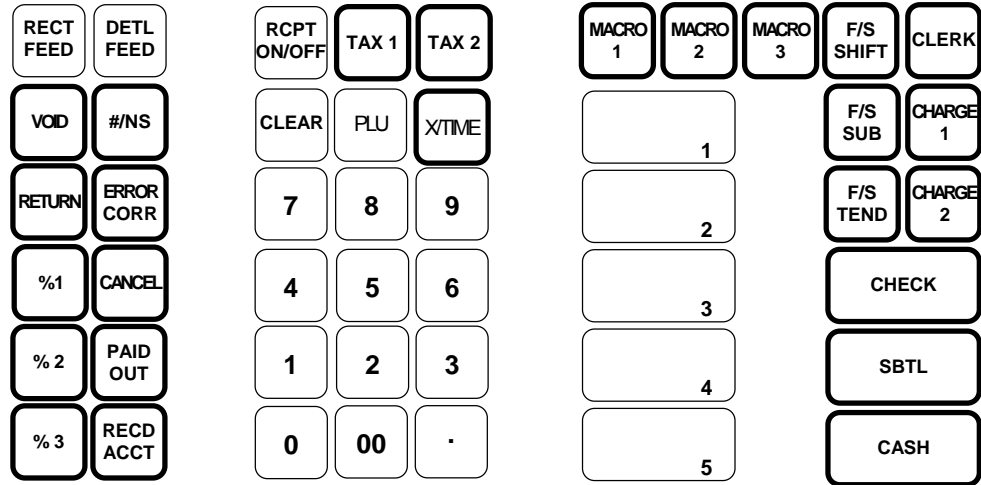 RECT
FEED
DETL
FEED
RCPT
ON/OFF
TAX 1
TAX 2
MACRO
1
MACRO
2
MACRO
3
F/S
SHIFT
CLERK
VOID
#/NS
CLEAR
PLU
X/TIME
1
F/S
SUB
CHARGE
1
RETURN
ERROR
CORR
7
8
9
2
F/S
TEND
CHARGE
2
%1
CANCEL
4
5
6
3
CHECK
% 2
PAID
OUT
1
2
3
4
SBTL
% 3
RECD
ACCT
0
00
.
5
CASH